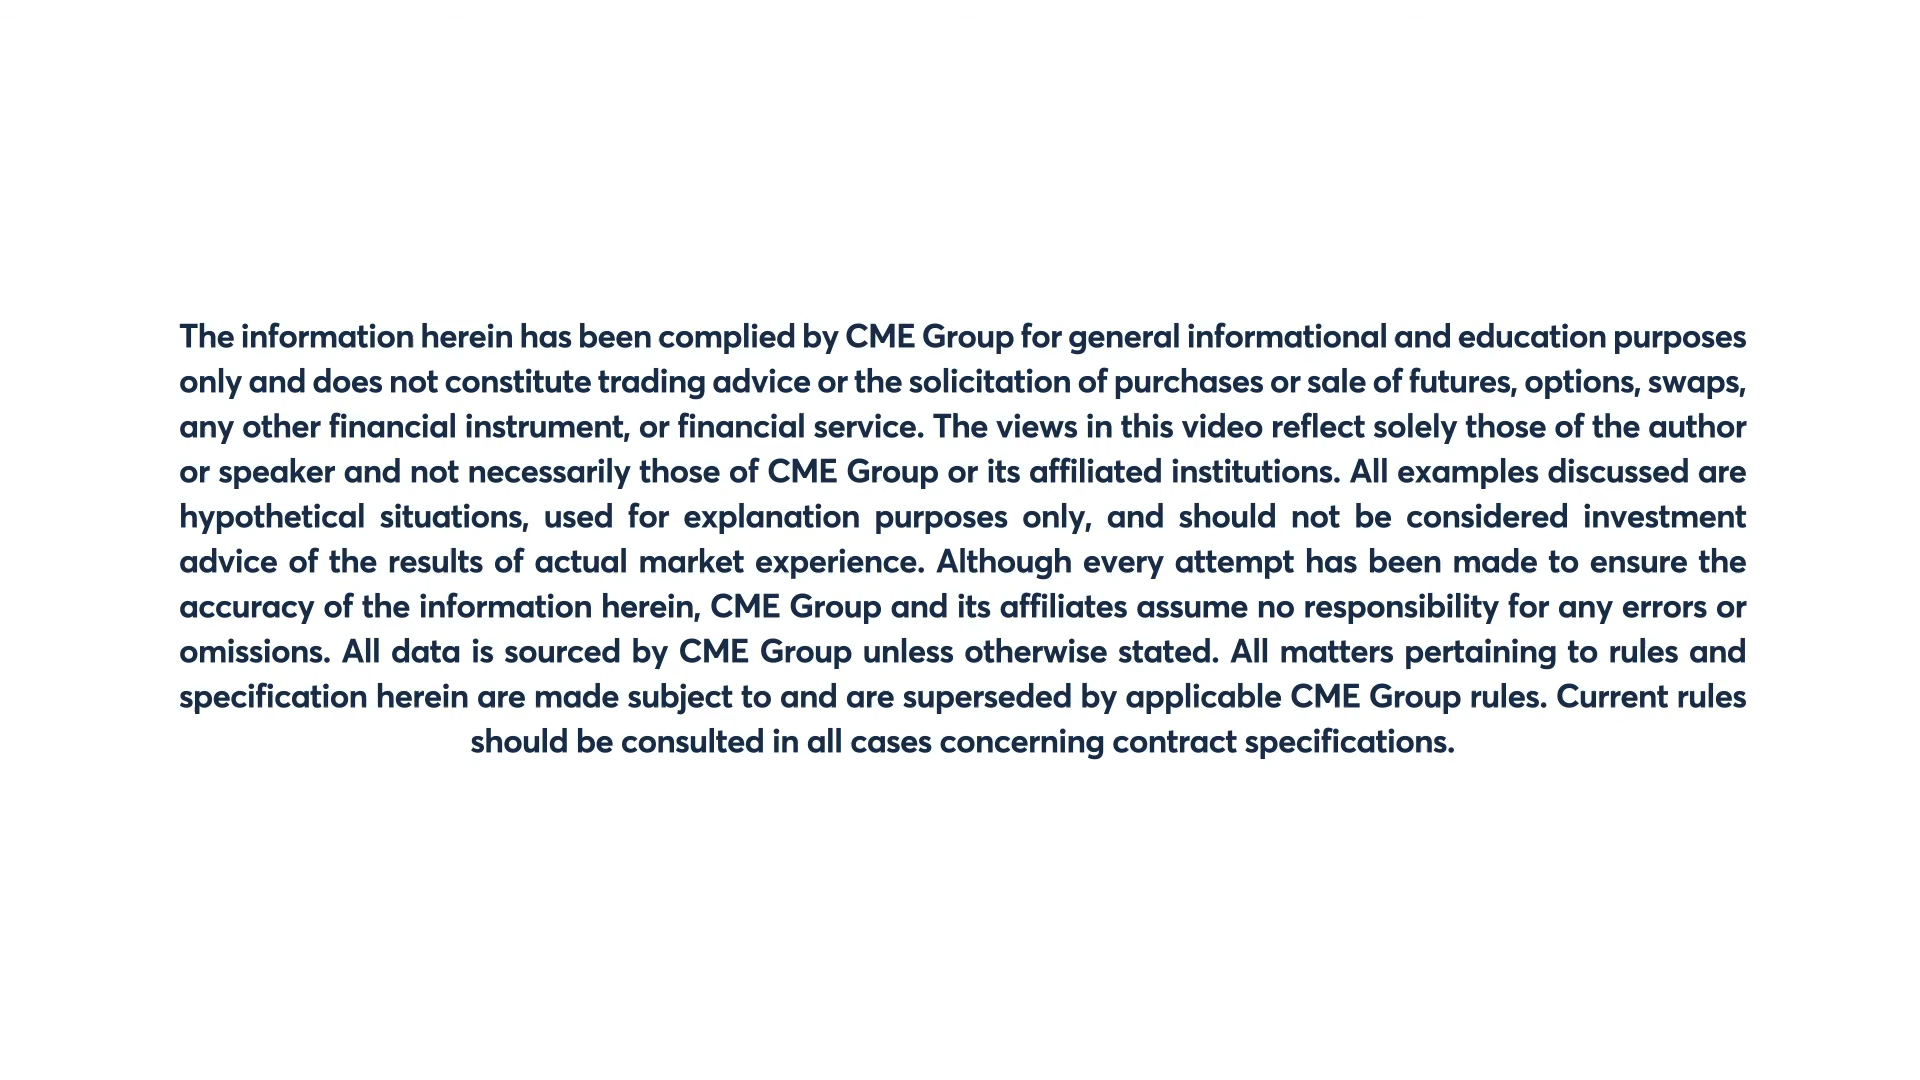 The information herein has been complied by CME Group for general informational and education purposes
only and does not constitute trading advice or the solicitation of purchases or sale of futures, options, swaps,
any other financial instrument, or financial service. The views in this video reflect solely those of the author
or speaker and not necessarily those of CME Group or its affiliated institutions. All examples discussed are
hypothetical situations, used for explanation purposes only, and should not be considered investment
advice of the results of actual market experience. Although every attempt has been made to ensure the
accuracy of the information herein, CME Group and its affiliates assume no responsibility for any errors or
omissions. All data is sourced by CME Group unless otherwise stated. All matters pertaining to rules and
specification herein are made subject to and are superseded by applicable CME Group rules. Current rules
should be consulted in all cases concerning contract specifications.